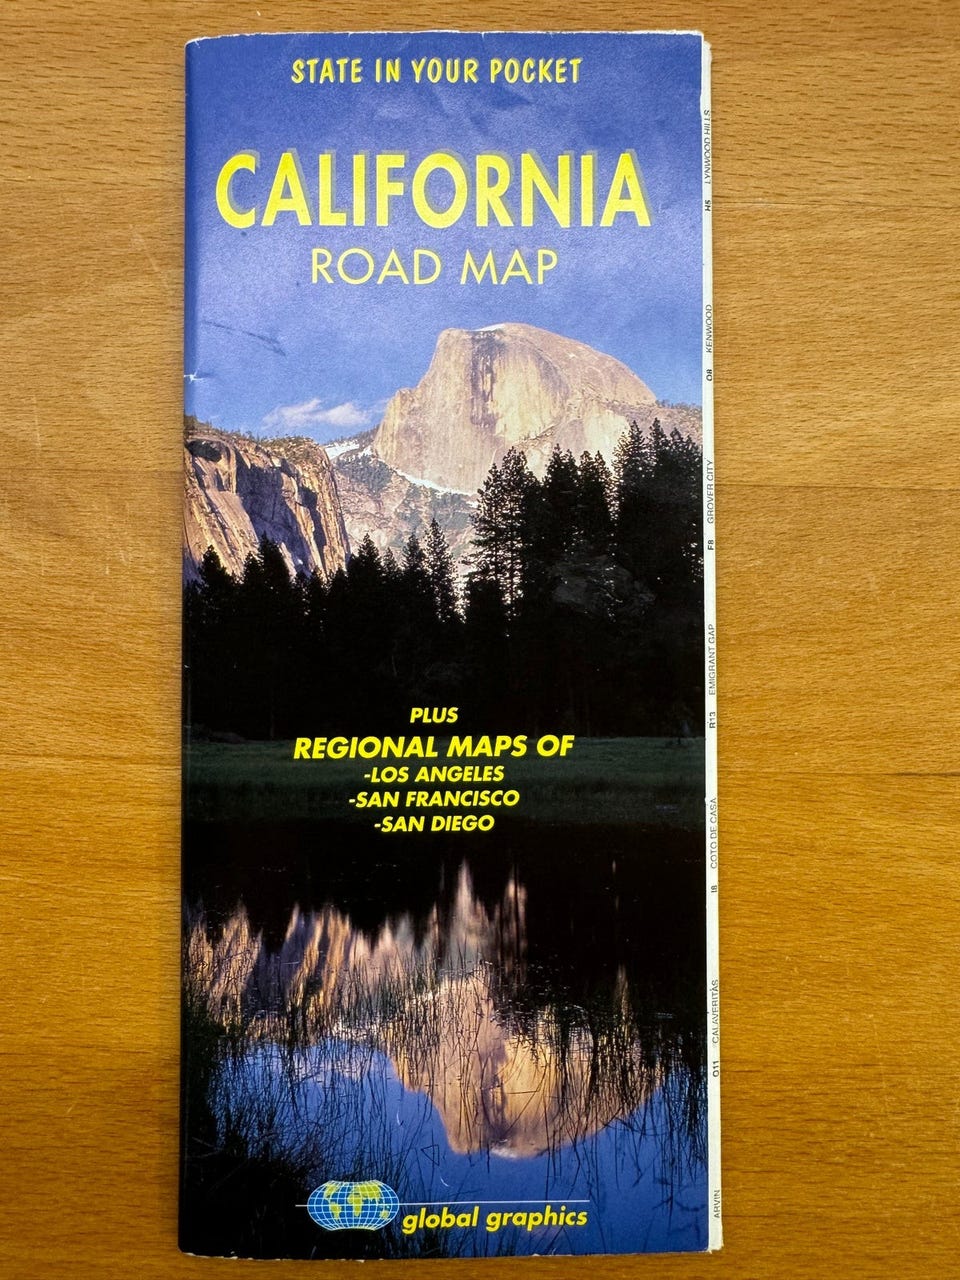 STATE IN YOUR POCKET
CALIFORNIA
ROAD MAP
PLUS
REGIONAL MAPS OF
-LOS ANGELES
-SAN FRANCISCO
-SAN DIEGO
global graphics
ARVIN
O11 CALAVERITAS
I8 COTO DE CASA
R13 EMIGRANT GAP
F8 GROVER CITY
O8 KENWOOD
H5 LYNWOOD HILLS